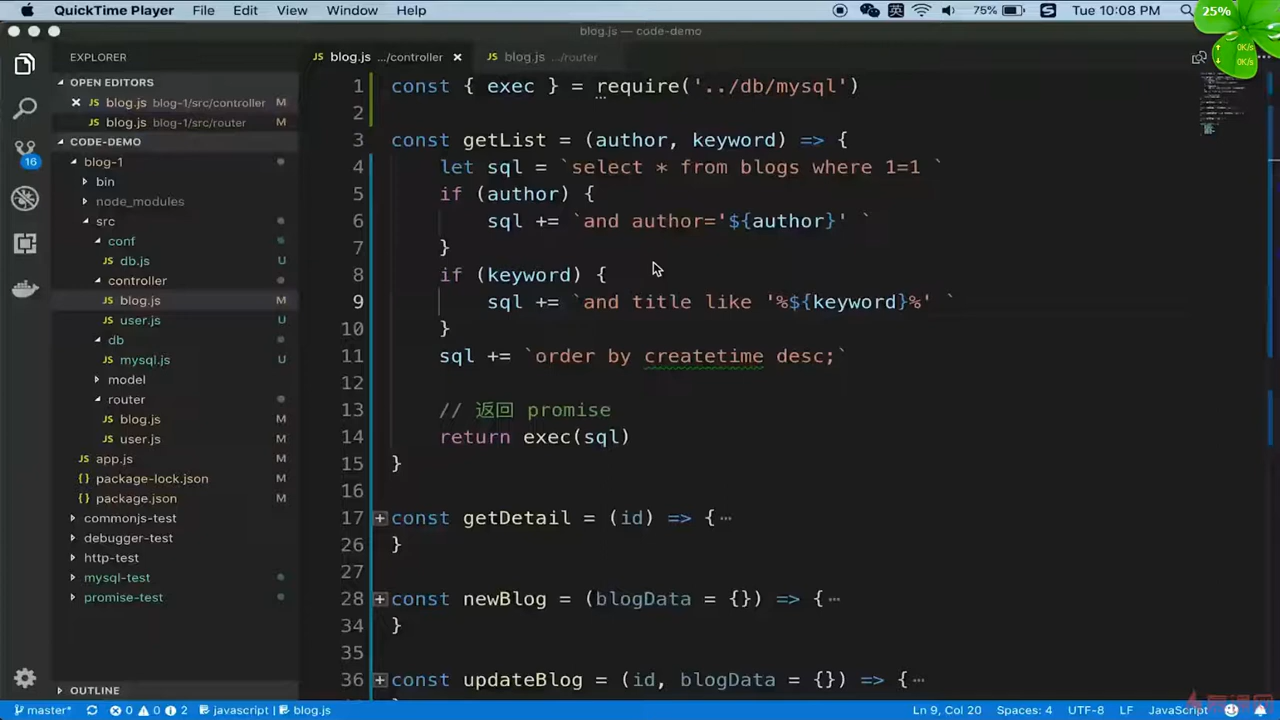 QuickTime Player File Edit View Window Help 英 75% S Tue 10:08 PM 25%
blog.js — code-demo
↑ 0K/s
↓ 0K/s
EXPLORER
blog.js .../controller × blog.js .../router
OPEN EDITORS
× JS blog.js blog-1/src/controller M
JS blog.js blog-1/src/router M
CODE-DEMO
16
blog-1
bin
node_modules
src
conf
JS db.js U
controller
JS blog.js M
JS user.js U
db
JS mysql.js U
model
router
JS blog.js M
JS user.js M
JS app.js M
{} package-lock.json M
{} package.json M
commonjs-test
debugger-test
http-test
mysql-test
promise-test
OUTLINE
1 const { exec } = require('../db/mysql')
2
3 const getList = (author, keyword) => {
4 let sql = `select * from blogs where 1=1 `
5 if (author) {
6 sql += `and author='${author}' `
7 }
8 if (keyword) {
9 sql += `and title like '%${keyword}%' `
10 }
11 sql += `order by createtime desc;`
12
13 // 返回 promise
14 return exec(sql)
15 }
16
17 const getDetail = (id) => {…
26 }
27
28 const newBlog = (blogData = {}) => {…
34 }
35
36 const updateBlog = (id, blogData = {}) => {…
master* 0 0 2 javascript | blog.js Ln 9, Col 20 Spaces: 4 UTF-8 LF JavaScript